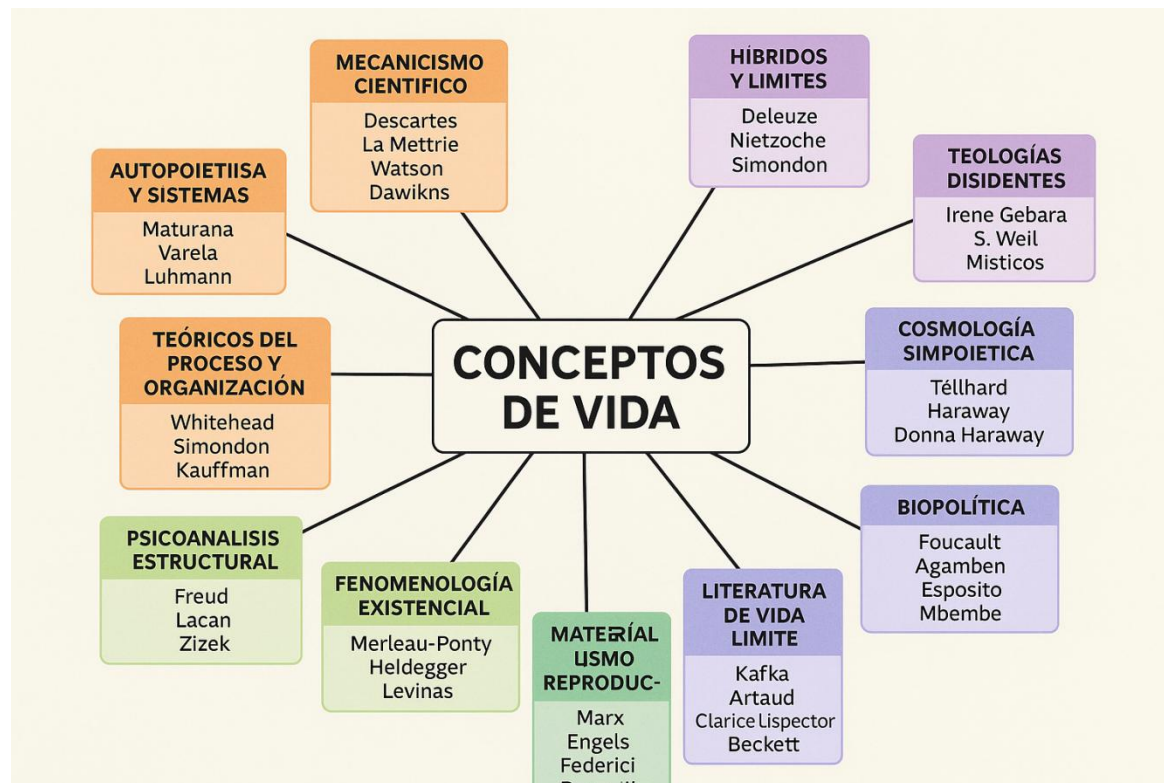 MECANICISMO
CIENTIFICO
Descartes
La Mettrie
Watson
Dawikns
HÍBRIDOS
Y LIMITES
Deleuze
Nietzoche
Simondon
AUTOPOIETIISA
Y SISTEMAS
Maturana
Varela
Luhmann
TEOLOGÍAS
DISIDENTES
Irene Gebara
S. Weil
Misticos
TEÓRICOS DEL
PROCESO Y
ORGANIZACIÓN
Whitehead
Simondon
Kauffman
CONCEPTOS
DE VIDA
COSMOLOGÍA
SIMPOIETICA
Téllhard
Haraway
Donna Haraway
PSICOANALISIS
ESTRUCTURAL
Freud
Lacan
Zizek
FENOMENOLOGÍA
EXISTENCIAL
Merleau-Ponty
Heldegger
Levinas
REPRODUC-
Marx
Engels
Federici
LITERATURA
DE VIDA
LIMITE
Kafka
Artaud
Clarice Lispector
Beckett
BIOPOLÍTICA
Foucault
Agamben
Esposito
Mbembe